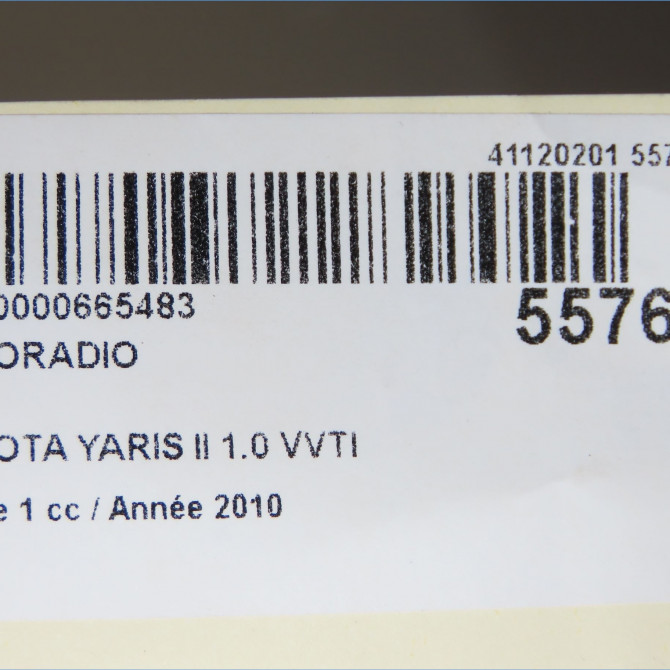 41120201 557
0000665483
5576
ORADIO
OTA YARIS II 1.0 VVTI
e 1 cc / Année 2010